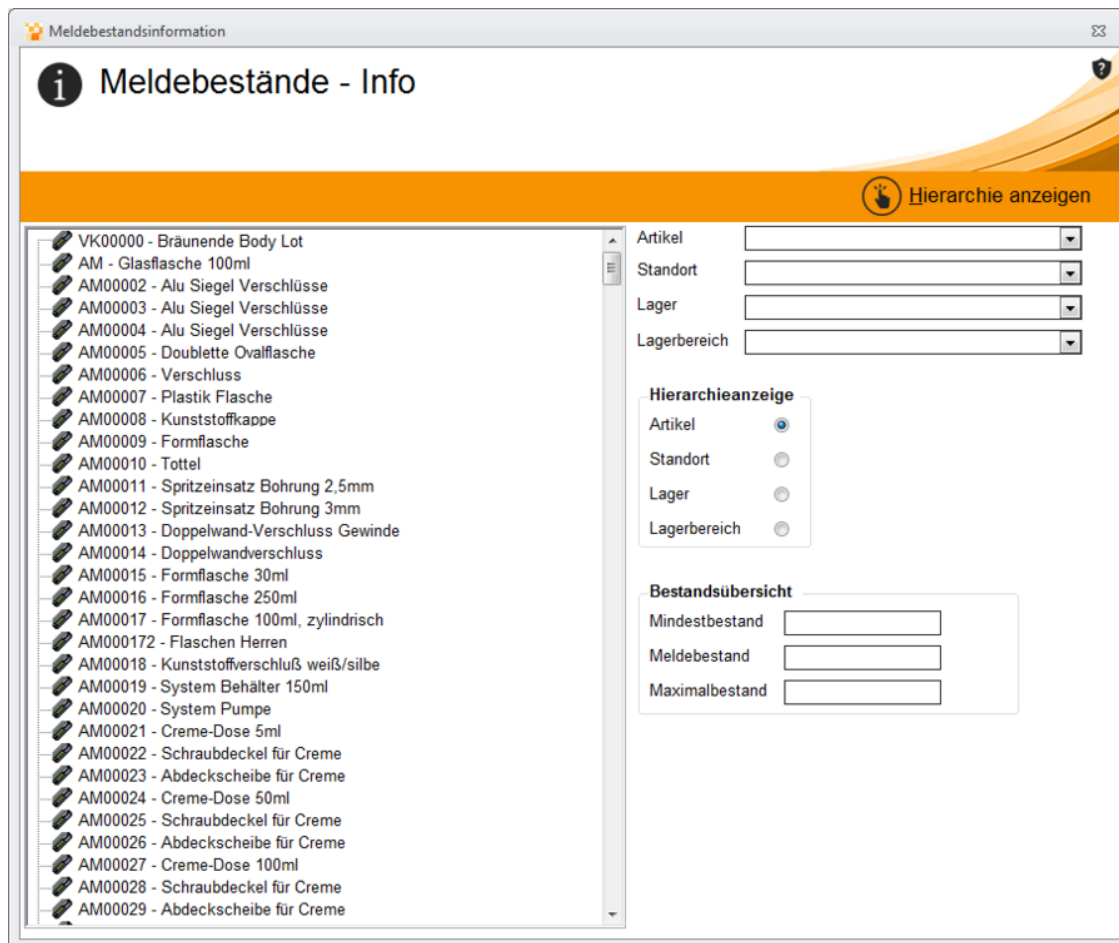 Meldebestandsinformation
Meldebestände - Info
Hierarchie anzeigen
VK00000 - Bräunende Body Lot
AM - Glasflasche 100ml
AM00002 - Alu Siegel Verschlüsse
AM00003 - Alu Siegel Verschlüsse
AM00004 - Alu Siegel Verschlüsse
AM00005 - Doublette Ovalflasche
AM00006 - Verschluss
AM00007 - Plastik Flasche
AM00008 - Kunststoffkappe
AM00009 - Formflasche
AM00010 - Tottel
AM00011 - Spritzeinsatz Bohrung 2,5mm
AM00012 - Spritzeinsatz Bohrung 3mm
AM00013 - Doppelwand-Verschluss Gewinde
AM00014 - Doppelwandverschluss
AM00015 - Formflasche 30ml
AM00016 - Formflasche 250ml
AM00017 - Formflasche 100ml, zylindrisch
AM000172 - Flaschen Herren
AM00018 - Kunststoffverschluß weiß/silbe
AM00019 - System Behälter 150ml
AM00020 - System Pumpe
AM00021 - Creme-Dose 5ml
AM00022 - Schraubdeckel für Creme
AM00023 - Abdeckscheibe für Creme
AM00024 - Creme-Dose 50ml
AM00025 - Schraubdeckel für Creme
AM00026 - Abdeckscheibe für Creme
AM00027 - Creme-Dose 100ml
AM00028 - Schraubdeckel für Creme
AM00029 - Abdeckscheibe für Creme
Artikel
Standort
Lager
Lagerbereich
Hierarchieanzeige
Artikel
Standort
Lager
Lagerbereich
Bestandsübersicht
Mindestbestand
Meldebestand
Maximalbestand